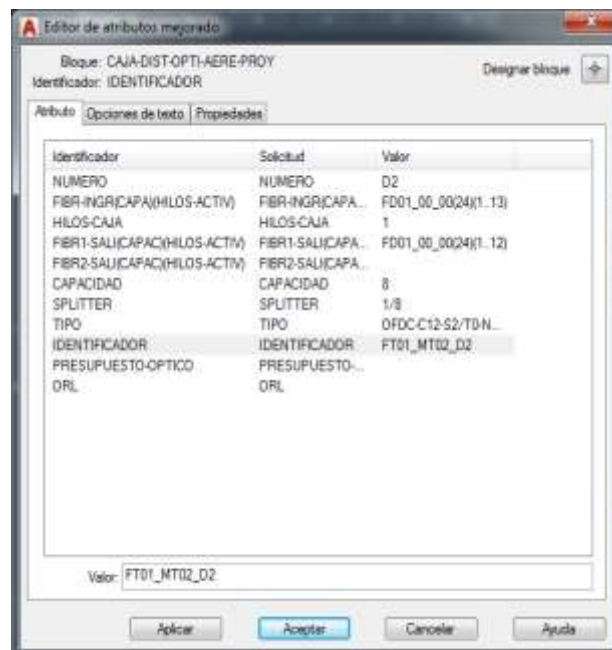 Editor de atributos mejorado
Bloque: CAJA-DIST-OPTI-AERE-PROY
Identificador: IDENTIFICADOR
Designar bloque
Atributo Opciones de texto Propiedades
Identificador Solicitud Valor
NUMERO NUMERO D2
FIBR-INGR(CAPA)(HILOS-ACTIV) FIBR-INGR(CAPA... FD01_00_00(24)(1..13)
HILOS-CAJA HILOS-CAJA 1
FIBR1-SALI(CAPAC)(HILOS-ACTIV) FIBR1-SALI(CAPA... FD01_00_00(24)(1..12)
FIBR2-SALI(CAPAC)(HILOS-ACTIV) FIBR2-SALI(CAPA...
CAPACIDAD CAPACIDAD 8
SPLITTER SPLITTER 1/8
TIPO TIPO OFDC-C12-S2/T0-N...
IDENTIFICADOR IDENTIFICADOR FT01_MT02_D2
PRESUPUESTO-OPTICO PRESUPUESTO-...
ORL ORL
Valor: FT01_MT02_D2
Aplicar Aceptar Cancelar Ayuda